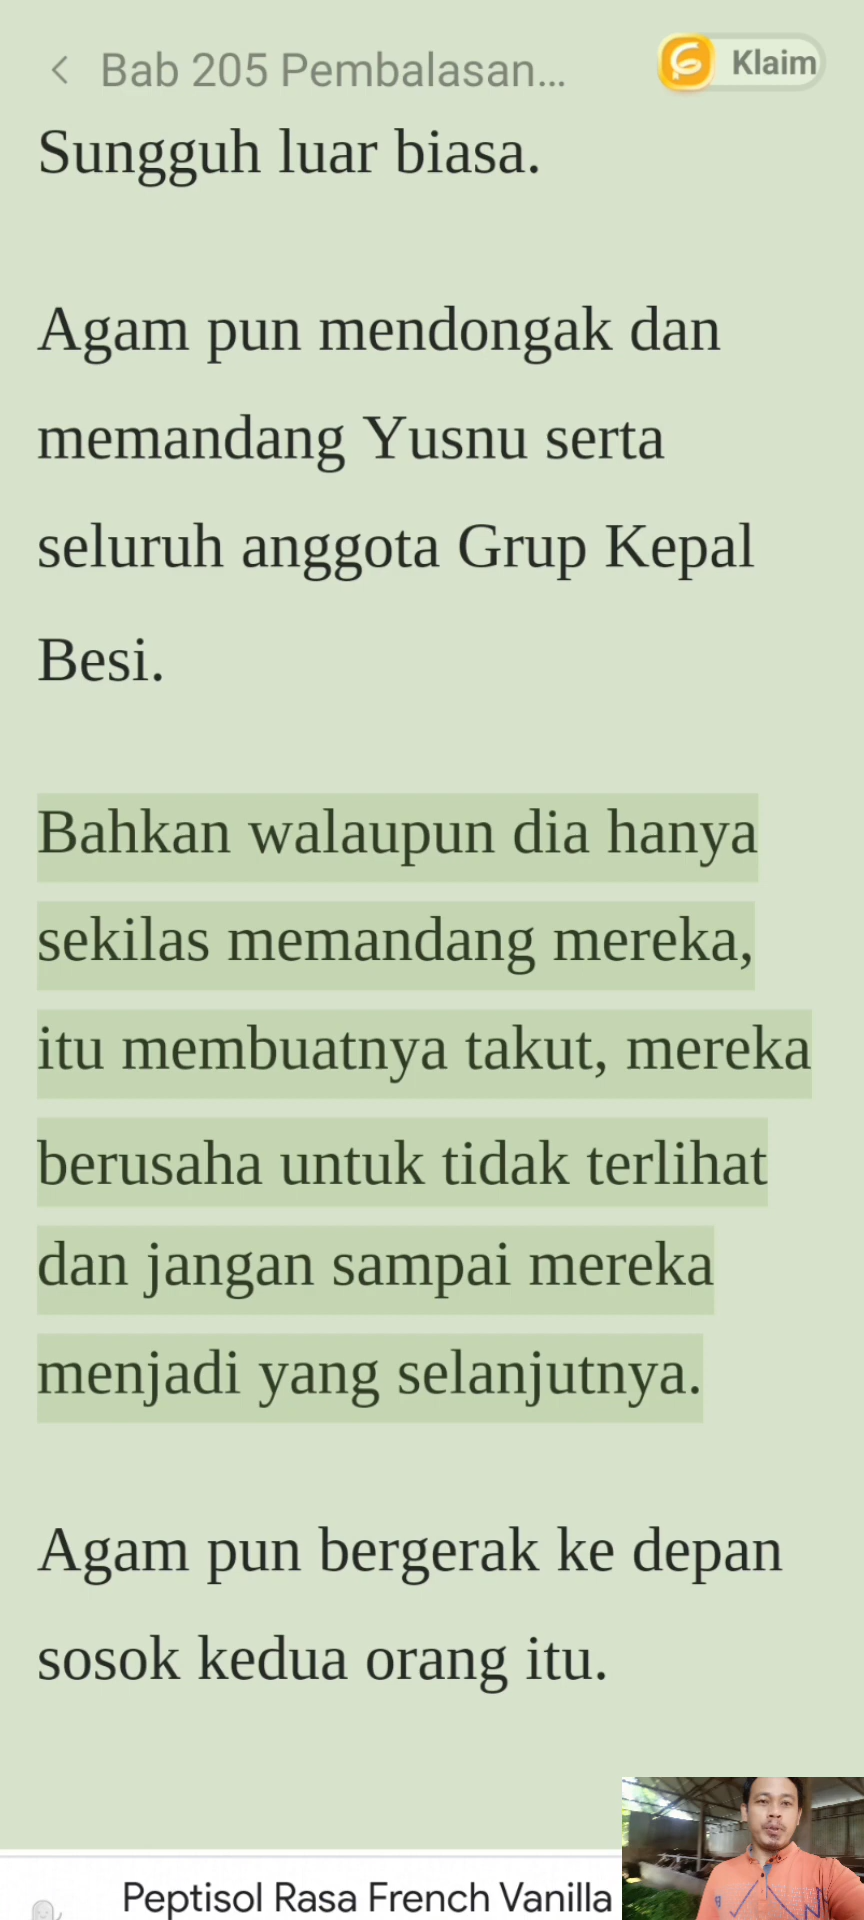 Bab 205 Pembalasan...
Klaim
Sungguh luar biasa.
Agam pun mendongak dan
memandang Yusnu serta
seluruh anggota Grup Kepal
Besi.
Bahkan walaupun dia hanya
sekilas memandang mereka,
itu membuatnya takut, mereka
berusaha untuk tidak terlihat
dan jangan sampai mereka
menjadi yang selanjutnya.
Agam pun bergerak ke depan
sosok kedua orang itu.
Peptisol Rasa French Vanilla